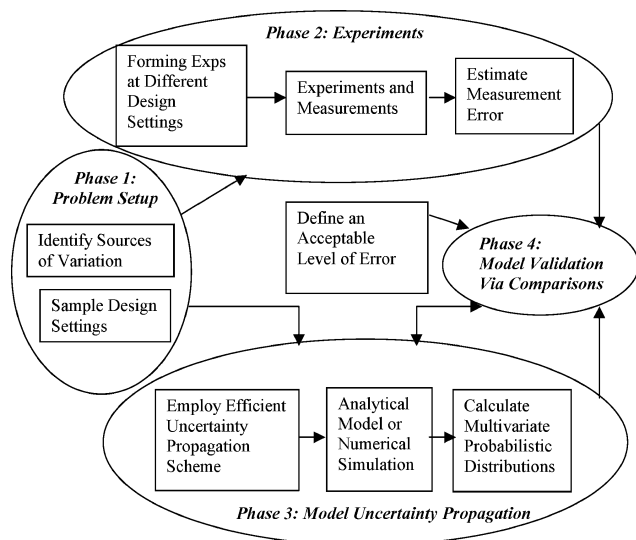 Phase 2: Experiments
Forming Exps
at Different
Design
Settings
Experiments and
Measurements
Estimate
Measurement
Error
Phase 1:
Problem Setup
Identify Sources
of Variation
Sample Design
Settings
Define an
Acceptable
Level of Error
Phase 4:
Model Validation
Via Comparisons
Employ Efficient
Uncertainty
Propagation
Scheme
Analytical
Model or
Numerical
Simulation
Calculate
Multivariate
Probabilistic
Distributions
Phase 3: Model Uncertainty Propagation